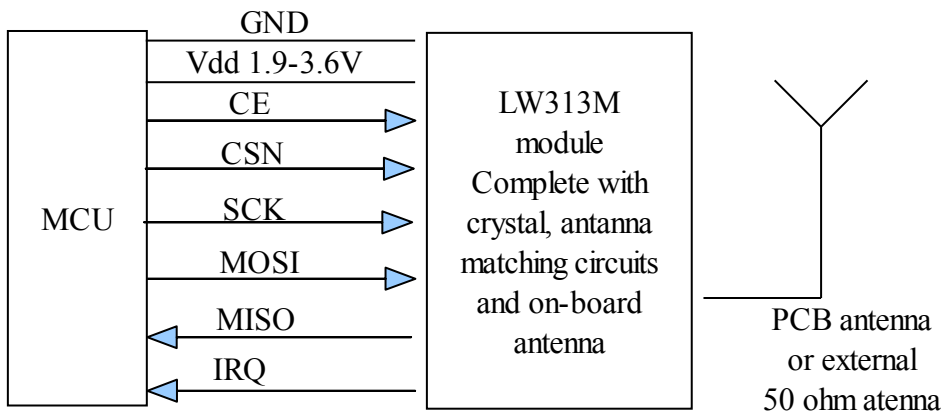 GND
Vdd 1.9-3.6V
CE
CSN
SCK
MOSI
MISO
IRQ
MCU
LW313M
module
Complete with
crystal, antanna
matching circuits
and on-board
antenna
PCB antenna
or external
50 ohm atenna